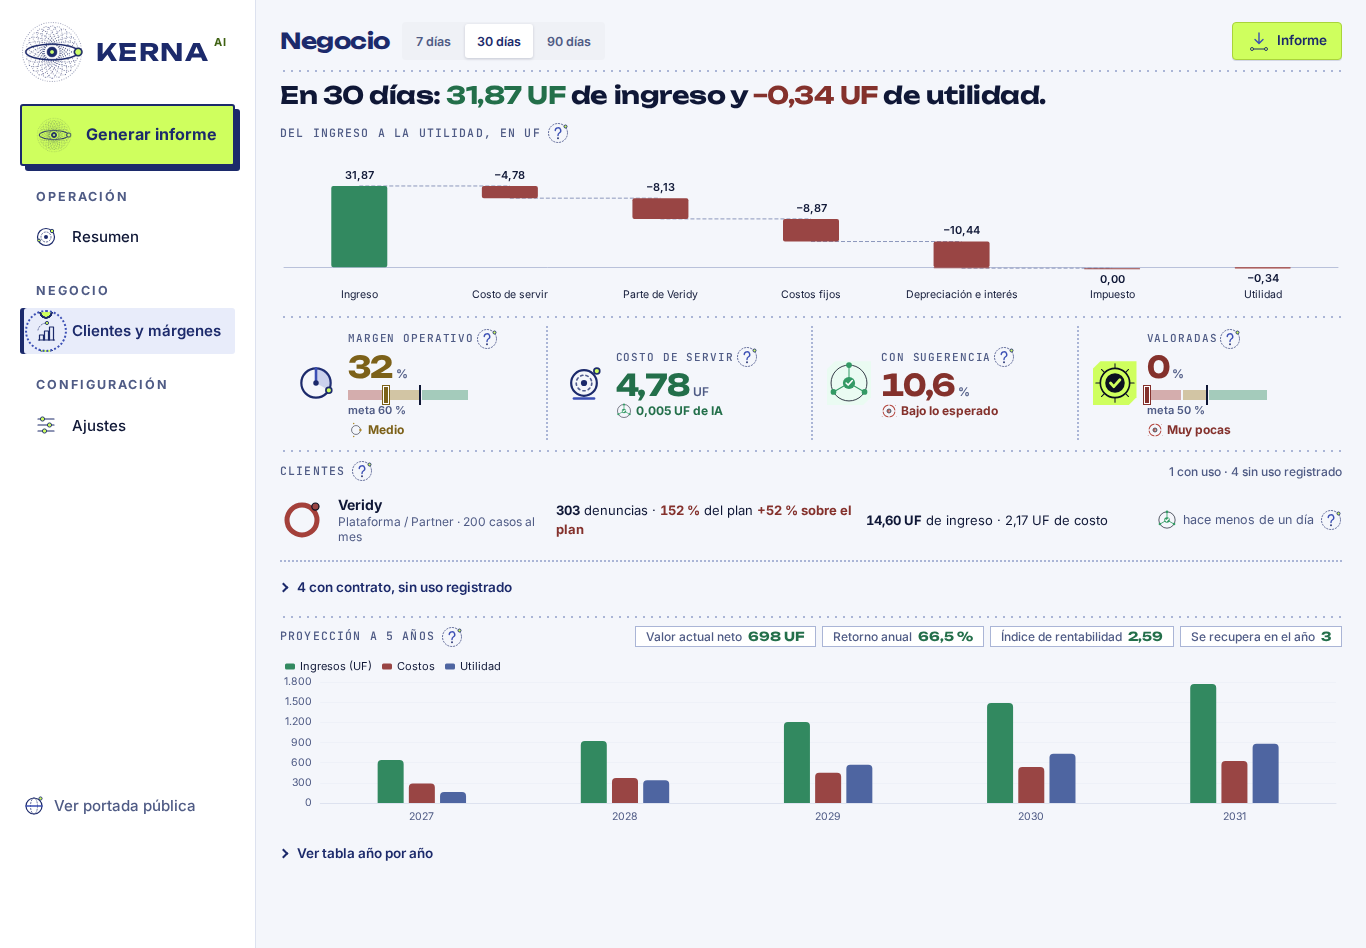 KERNA AI
Generar informe
OPERACIÓN
Resumen
NEGOCIO
Clientes y márgenes
CONFIGURACIÓN
Ajustes
Ver portada pública
Negocio
7 días
30 días
90 días
Informe
En 30 días: 31,87 UF de ingreso y −0,34 UF de utilidad.
DEL INGRESO A LA UTILIDAD, EN UF ?
31,87
−4,78
−8,13
−8,87
−10,44
0,00
−0,34
Ingreso
Costo de servir
Parte de Veridy
Costos fijos
Depreciación e interés
Impuesto
Utilidad
MARGEN OPERATIVO ?
32 %
meta 60 %
Medio
COSTO DE SERVIR ?
4,78 UF
0,005 UF de IA
CON SUGERENCIA ?
10,6 %
Bajo lo esperado
VALORADAS ?
0 %
meta 50 %
Muy pocas
CLIENTES ?
1 con uso · 4 sin uso registrado
Veridy
Plataforma / Partner · 200 casos al
mes
303 denuncias · 152 % del plan +52 % sobre el
plan
14,60 UF de ingreso · 2,17 UF de costo
hace menos de un día ?
4 con contrato, sin uso registrado
PROYECCIÓN A 5 AÑOS ?
Valor actual neto 698 UF
Retorno anual 66,5 %
Índice de rentabilidad 2,59
Se recupera en el año 3
Ingresos (UF)
Costos
Utilidad
1.800
1.500
1.200
900
600
300
0
2027
2028
2029
2030
2031
Ver tabla año por año